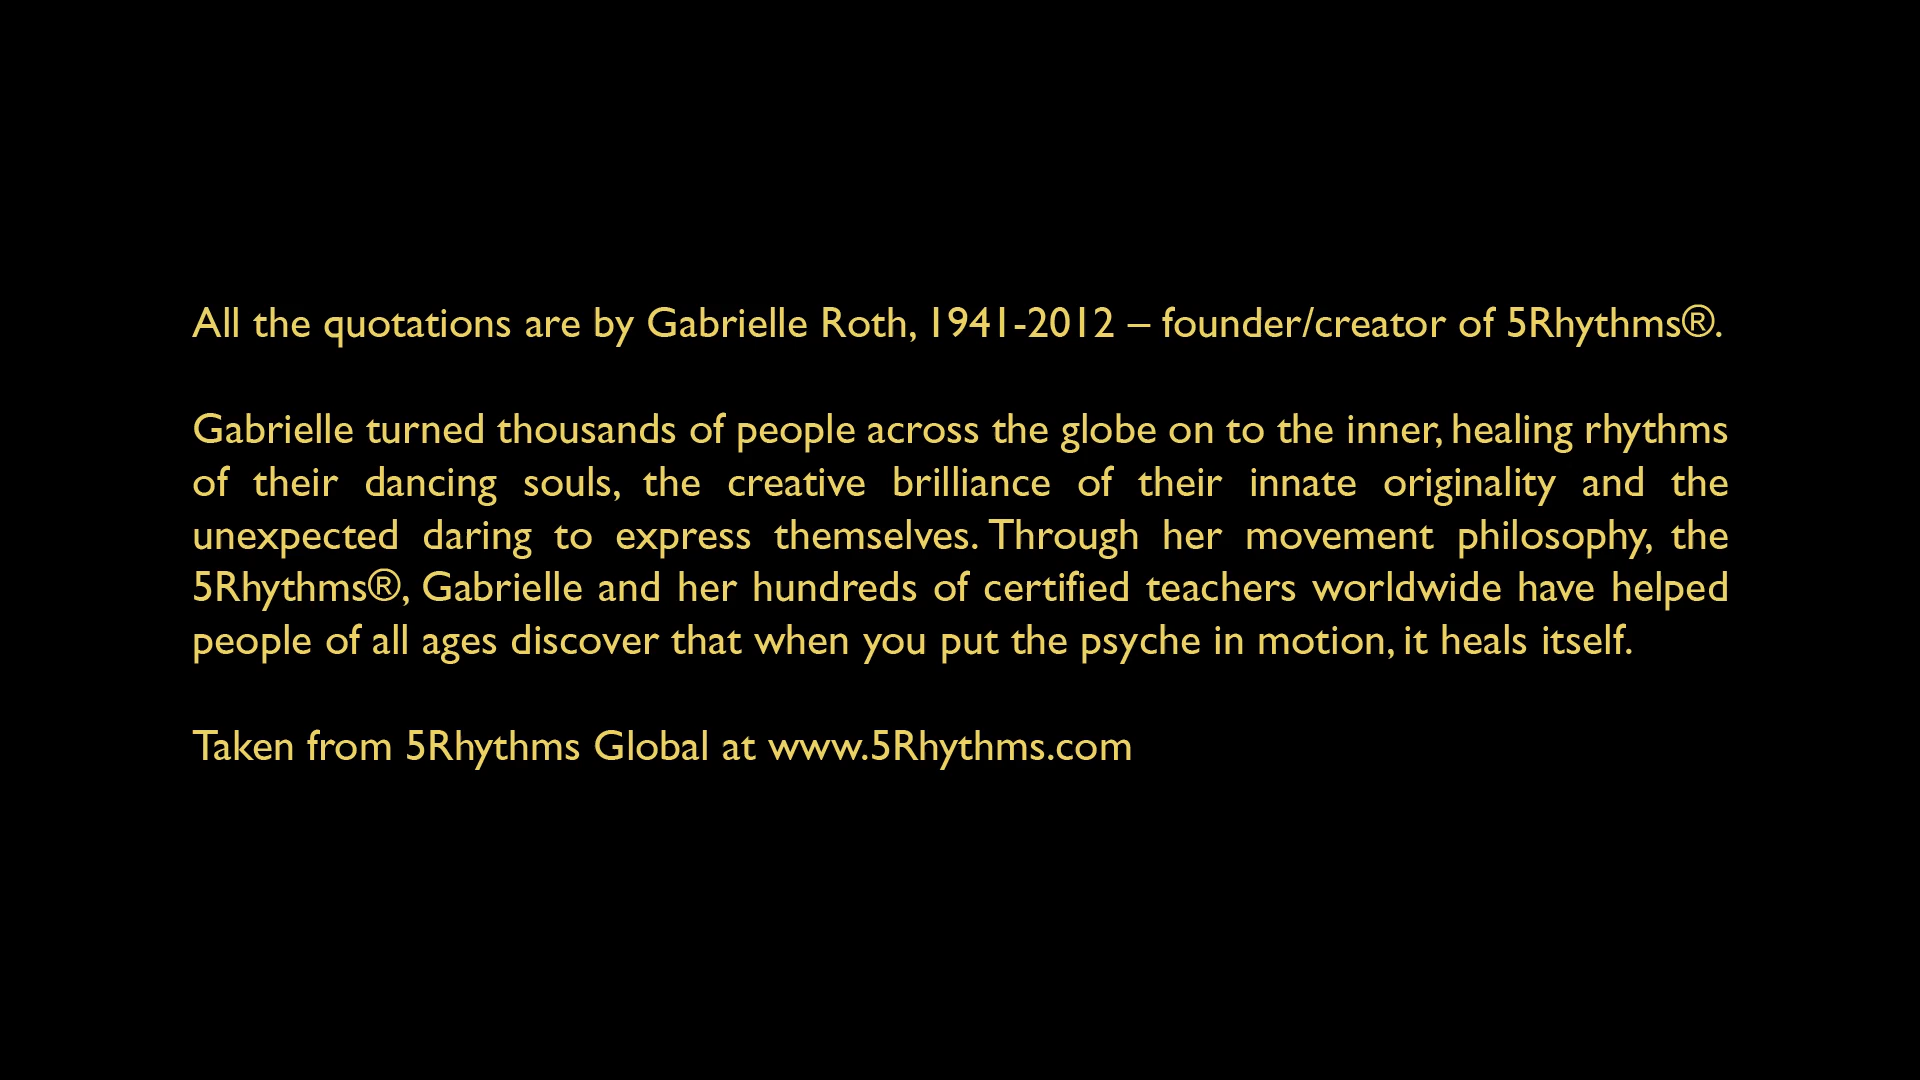 All the quotations are by Gabrielle Roth, 1941-2012 – founder/creator of 5Rhythms®.
Gabrielle turned thousands of people across the globe on to the inner, healing rhythms
of their dancing souls, the creative brilliance of their innate originality and the
unexpected daring to express themselves. Through her movement philosophy, the
5Rhythms®, Gabrielle and her hundreds of certified teachers worldwide have helped
people of all ages discover that when you put the psyche in motion, it heals itself.
Taken from 5Rhythms Global at www.5Rhythms.com